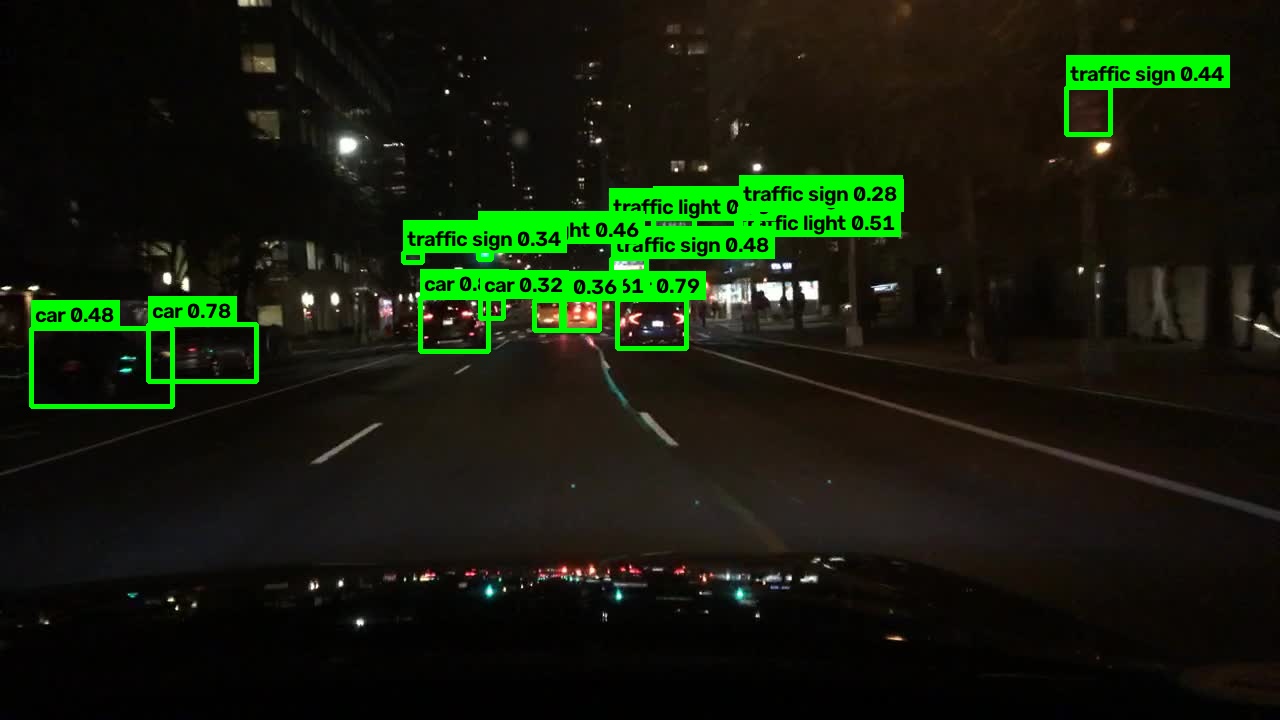 traffic sign 0.44
traffic sign 0.28
traffic light 0
traffic light 0.51
ght 0.46
traffic sign 0.34
traffic sign 0.48
car 0.
car 0.32
0.36
51
0.79
car 0.78
car 0.48